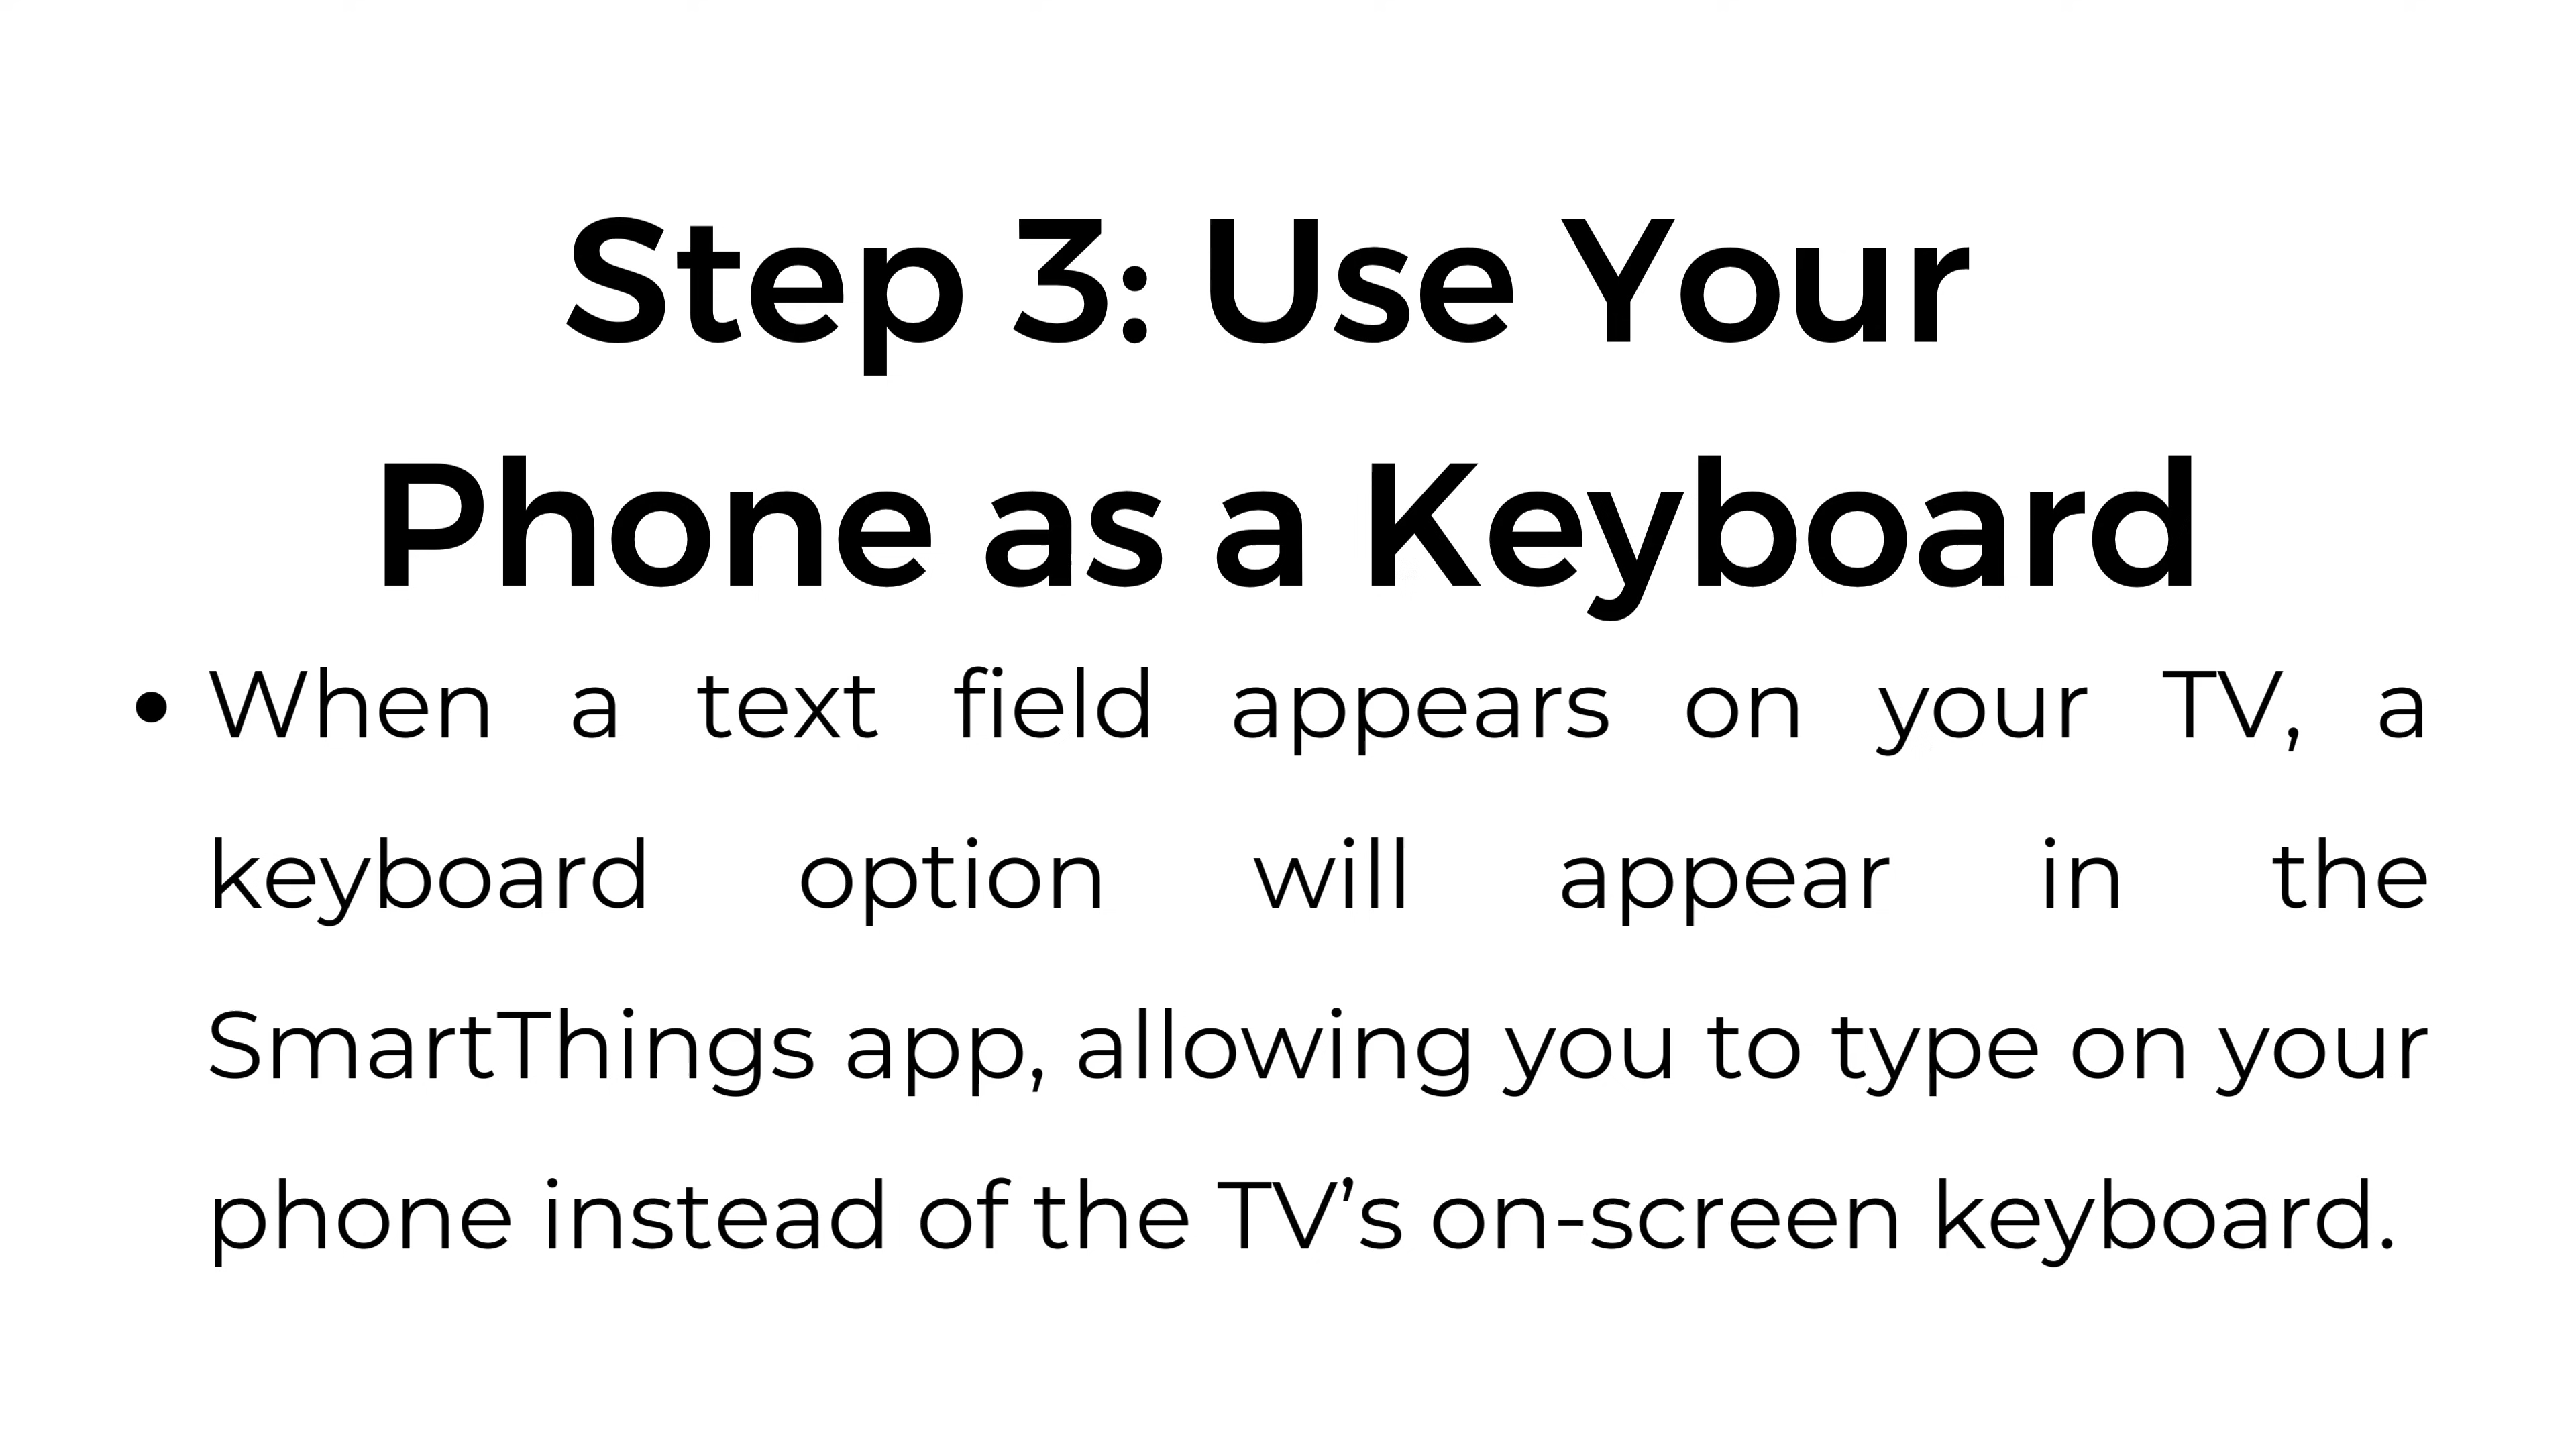 Step 3: Use Your
Phone as a Keyboard
• When a text field appears on your TV, a
keyboard option will appear in the
SmartThings app, allowing you to type on your
phone instead of the TV’s on-screen keyboard.